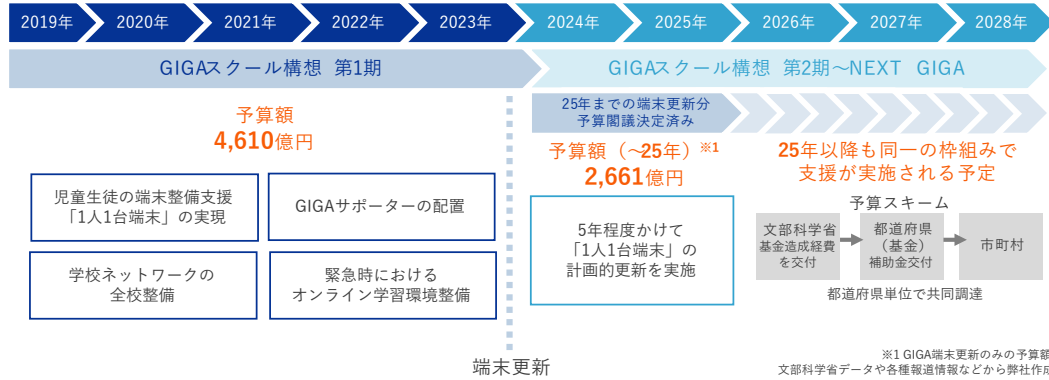 2019年
2020年
2021年
2022年
2023年
2024年
2025年
2026年
2027年
2028年
GIGAスクール構想 第1期
GIGAスクール構想 第2期～NEXT GIGA
25年までの端末更新分
予算閣議決定済み
予算額
4,610億円
予算額（～25年）※1
2,661億円
25年以降も同一の枠組みで
支援が実施される予定
児童生徒の端末整備支援
「1人1台端末」の実現
GIGAサポーターの配置
学校ネットワークの
全校整備
緊急時における
オンライン学習環境整備
5年程度かけて
「1人1台端末」の
計画的更新を実施
予算スキーム
文部科学省
基金造成経費
を交付
都道府県
（基金）
補助金交付
市町村
都道府県単位で共同調達
端末更新
※1 GIGA端末更新のみの予算額
文部科学省データや各種報道情報などから弊社作成